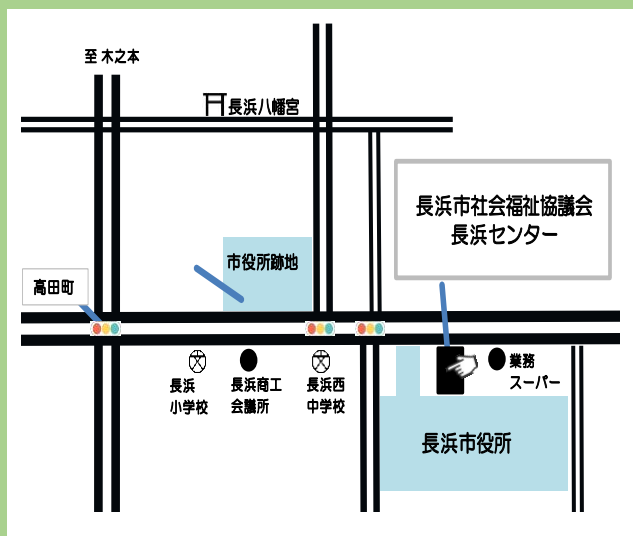 至 木之本
長浜八幡宮
長浜市社会福祉協議会
長浜センター
市役所跡地
高田町
長浜
小学校
長浜商工
会議所
長浜西
中学校
業務
スーパー
長浜市役所